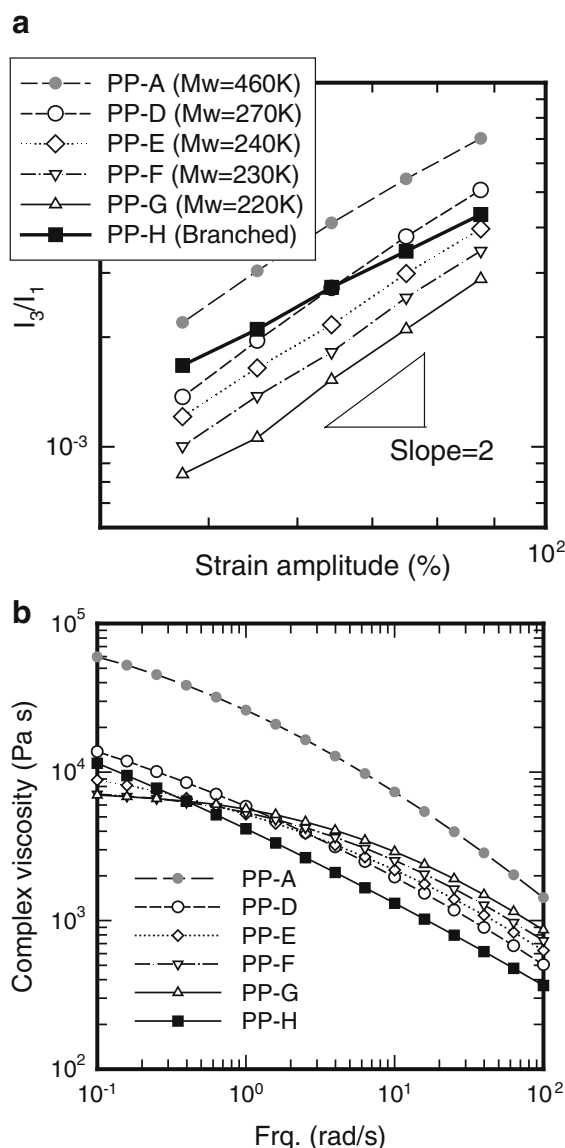 a
PP-A (Mw=460K)
PP-D (Mw=270K)
PP-E (Mw=240K)
PP-F (Mw=230K)
PP-G (Mw=220K)
PP-H (Branched)
I₃/I₁
10⁻³
Slope=2
10²
Strain amplitude (%)
b
10⁵
10⁴
10³
10²
Complex viscosity (Pa s)
PP-A
PP-D
PP-E
PP-F
PP-G
PP-H
10⁻¹ 10⁰ 10¹ 10²
Frq. (rad/s)